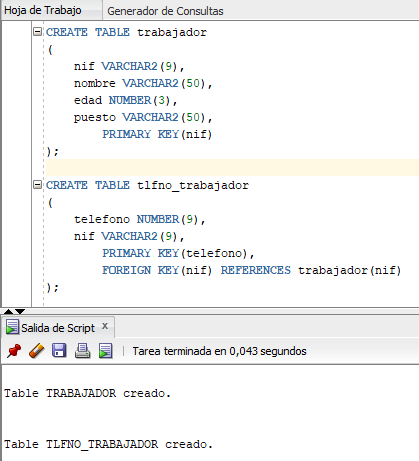 Hoja de Trabajo Generador de Consultas
CREATE TABLE trabajador
(
nif VARCHAR2(9),
nombre VARCHAR2(50),
edad NUMBER(3),
puesto VARCHAR2(50),
PRIMARY KEY(nif)
);
CREATE TABLE tlfno_trabajador
(
telefono NUMBER(9),
nif VARCHAR2(9),
PRIMARY KEY(telefono),
FOREIGN KEY(nif) REFERENCES trabajador(nif)
);
Salida de Script x
Tarea terminada en 0,043 segundos
Table TRABAJADOR creado.
Table TLFNO_TRABAJADOR creado.